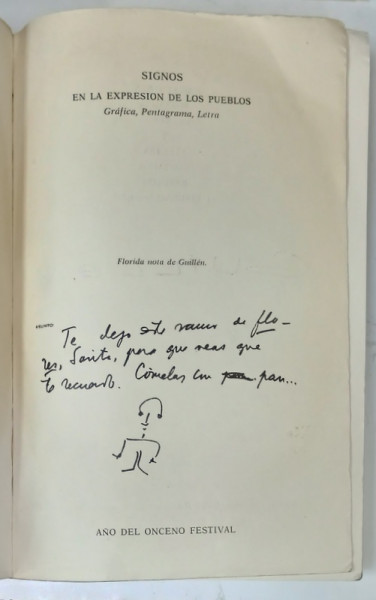 SIGNOS
EN LA EXPRESION DE LOS PUEBLOS
Gráfica, Pentagrama, Letra
Florida nota de Guillén.
Te dejo este ramo de flo-
res, Sarita, para que veas que
te recuerdo. Cómelas con pan...
AÑO DEL ONCENO FESTIVAL